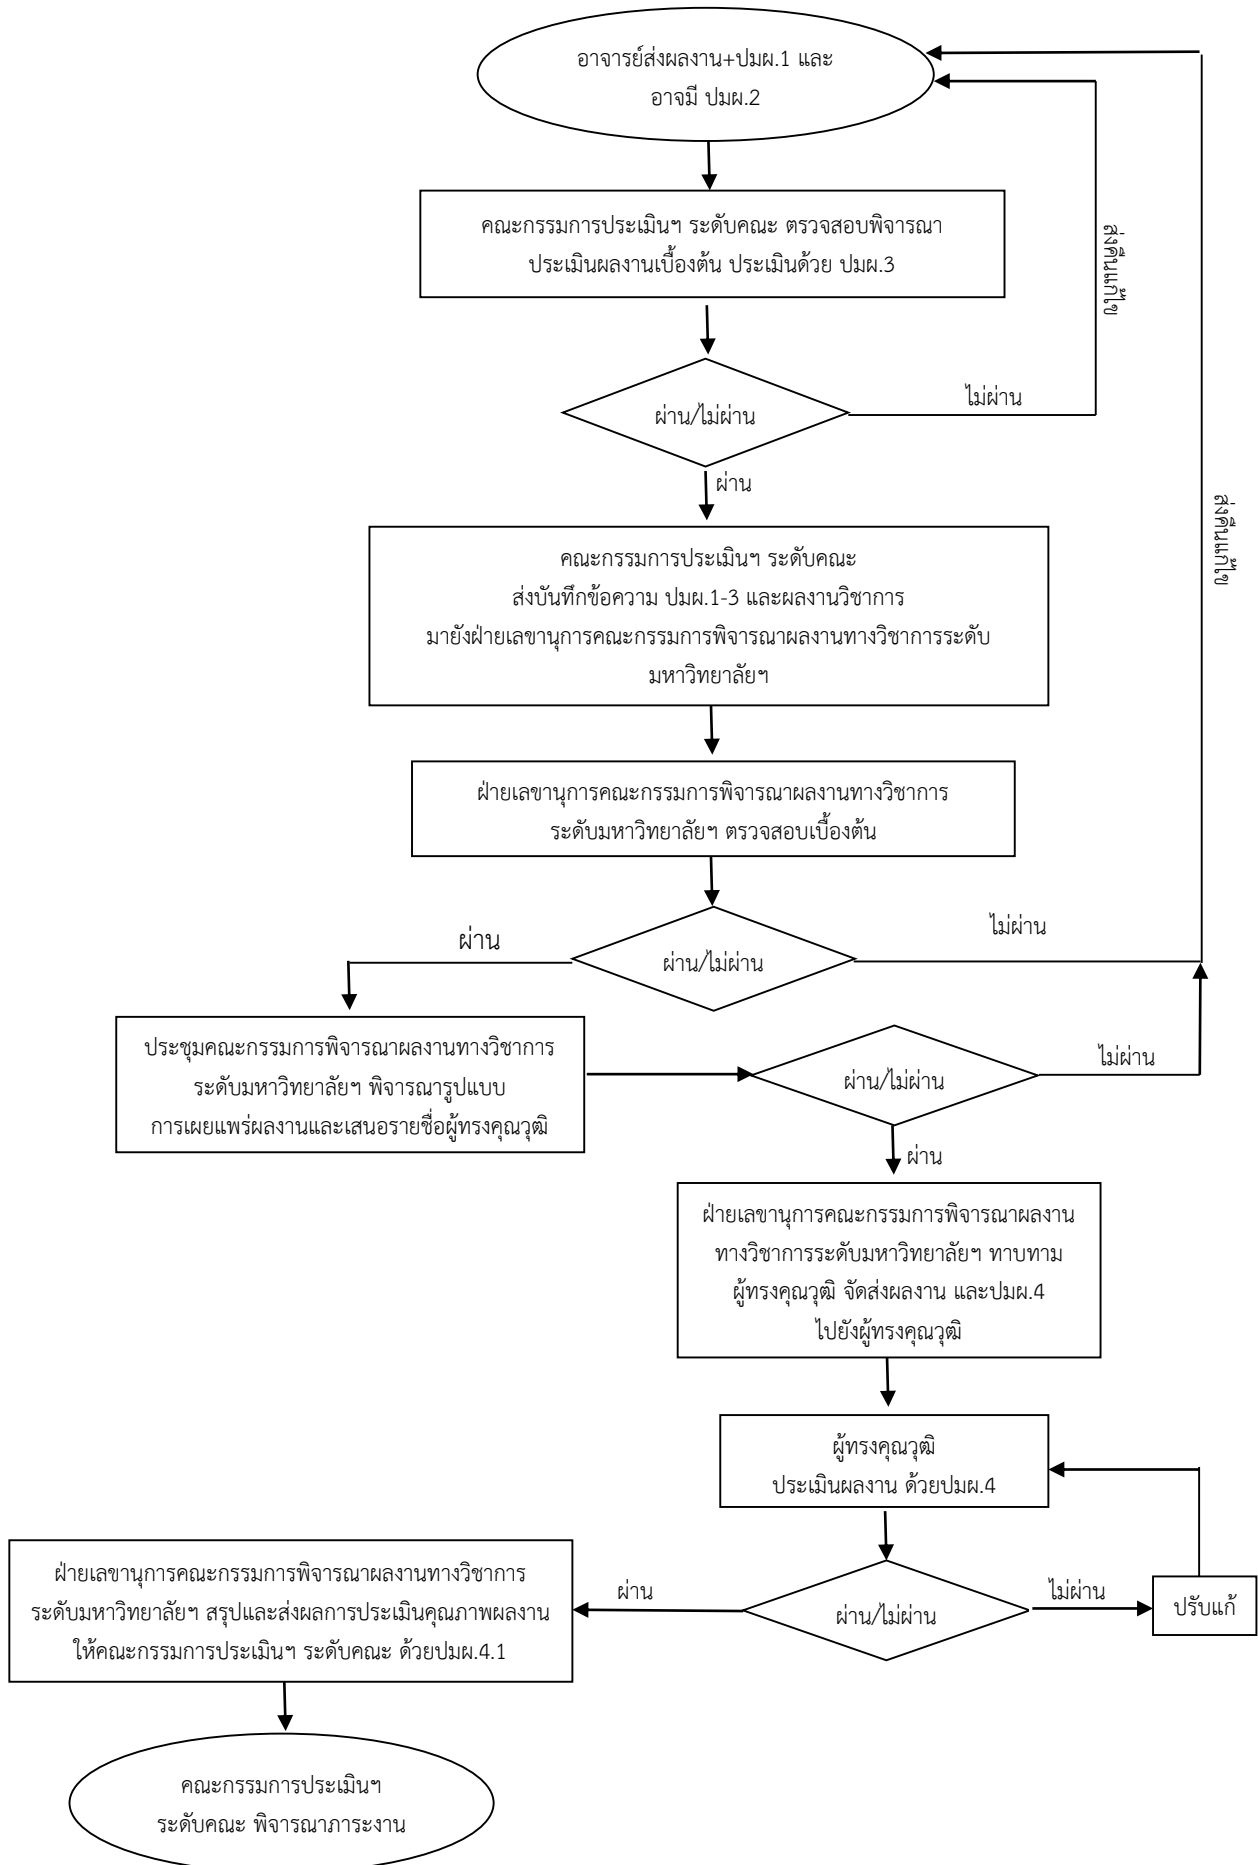 อาจารย์ส่งผลงาน+ปมผ.1 และ
อาจมี ปมผ.2
คณะกรรมการประเมินฯ ระดับคณะ ตรวจสอบพิจารณา
ประเมินผลงานเบื้องต้น ประเมินด้วย ปมผ.3
ส่งคืนแก้ไข
ผ่าน/ไม่ผ่าน
ไม่ผ่าน
ผ่าน
ส่งคืนแก้ไข
คณะกรรมการประเมินฯ ระดับคณะ
ส่งบันทึกข้อความ ปมผ.1-3 และผลงานวิชาการ
มายังฝ่ายเลขานุการคณะกรรมการพิจารณาผลงานทางวิชาการระดับ
มหาวิทยาลัยฯ
ฝ่ายเลขานุการคณะกรรมการพิจารณาผลงานทางวิชาการ
ระดับมหาวิทยาลัยฯ ตรวจสอบเบื้องต้น
ผ่าน
ผ่าน/ไม่ผ่าน
ไม่ผ่าน
ประชุมคณะกรรมการพิจารณาผลงานทางวิชาการ
ระดับมหาวิทยาลัยฯ พิจารณารูปแบบ
การเผยแพร่ผลงานและเสนอรายชื่อผู้ทรงคุณวุฒิ
ผ่าน/ไม่ผ่าน
ไม่ผ่าน
ผ่าน
ฝ่ายเลขานุการคณะกรรมการพิจารณาผลงาน
ทางวิชาการระดับมหาวิทยาลัยฯ ทาบทาม
ผู้ทรงคุณวุฒิ จัดส่งผลงาน และปมผ.4
ไปยังผู้ทรงคุณวุฒิ
ผู้ทรงคุณวุฒิ
ประเมินผลงาน ด้วยปมผ.4
ผ่าน/ไม่ผ่าน
ไม่ผ่าน
ปรับแก้
ผ่าน
ฝ่ายเลขานุการคณะกรรมการพิจารณาผลงานทางวิชาการ
ระดับมหาวิทยาลัยฯ สรุปและส่งผลการประเมินคุณภาพผลงาน
ให้คณะกรรมการประเมินฯ ระดับคณะ ด้วยปมผ.4.1
คณะกรรมการประเมินฯ
ระดับคณะ พิจารณาภาระงาน